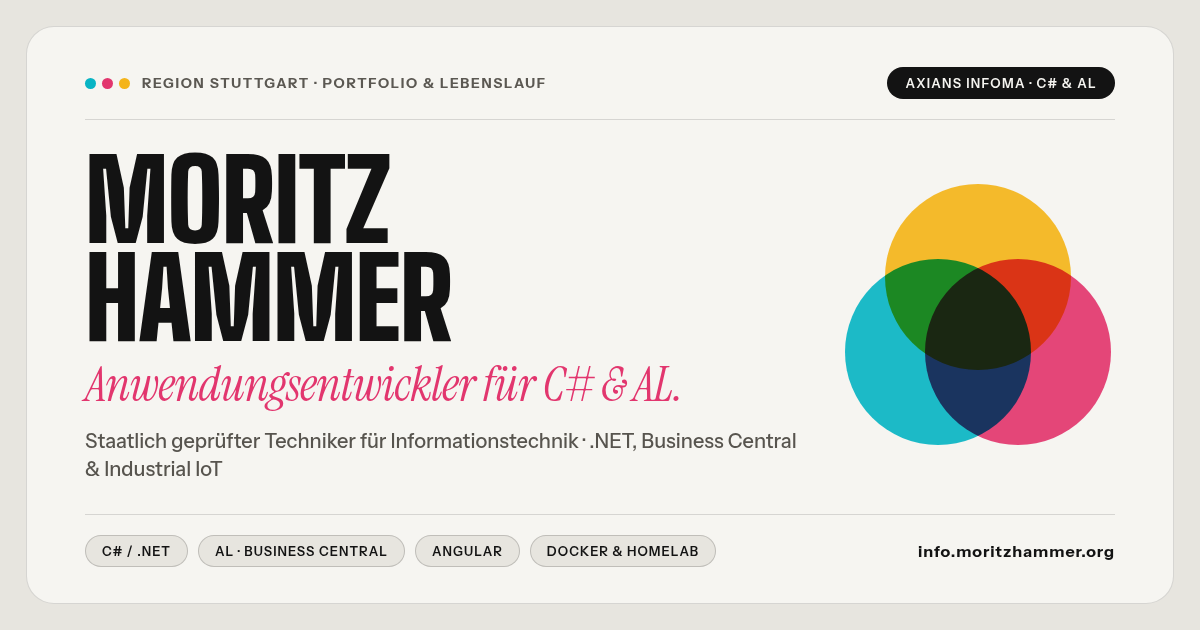 REGION STUTTGART · PORTFOLIO & LEBENSLAUF
AXIANS INFOMA · C# & AL
MORITZ
HAMMER
Anwendungsentwickler für C# & AL.
Staatlich geprüfter Techniker für Informationstechnik · .NET, Business Central
& Industrial IoT
C# / .NET
AL · BUSINESS CENTRAL
ANGULAR
DOCKER & HOMELAB
info.moritzhammer.org